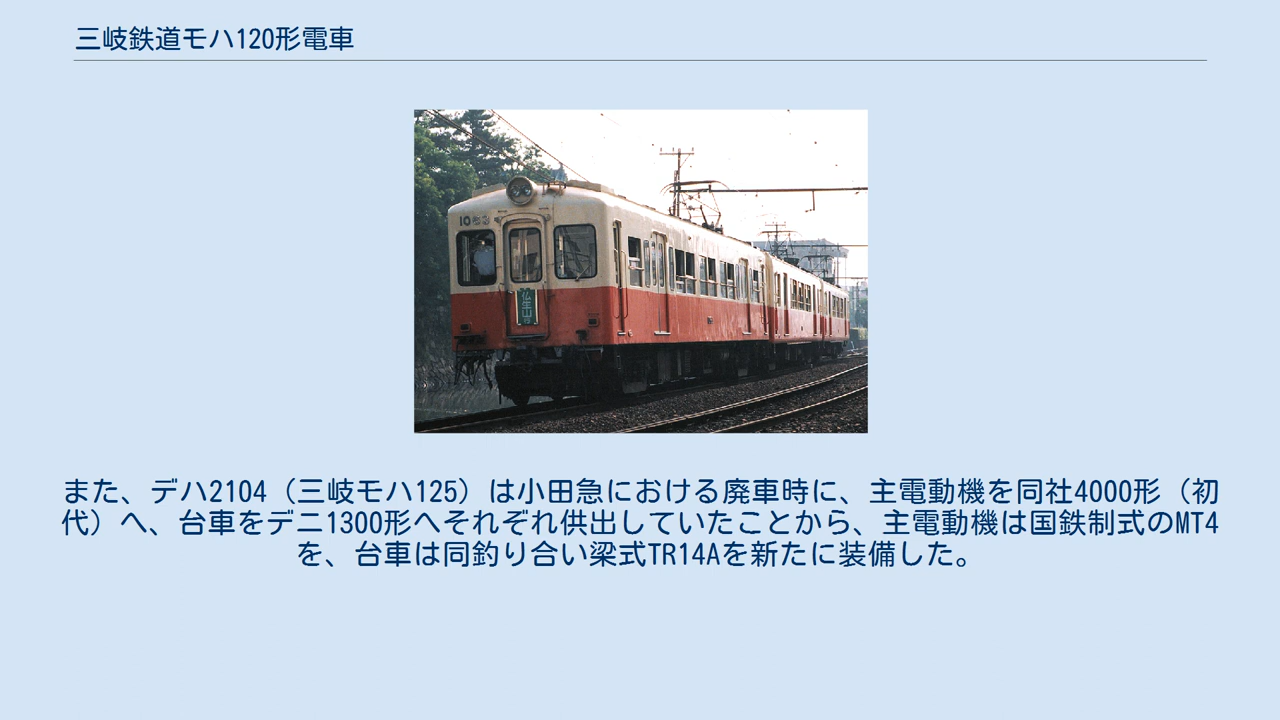 三岐鉄道モハ120形電車
1063
仏生山
また、デハ2104（三岐モハ125）は小田急における廃車時に、主電動機を同社4000形（初
代）へ、台車をデニ1300形へそれぞれ供出していたことから、主電動機は国鉄制式のMT4
を、台車は同釣り合い梁式TR14Aを新たに装備した。